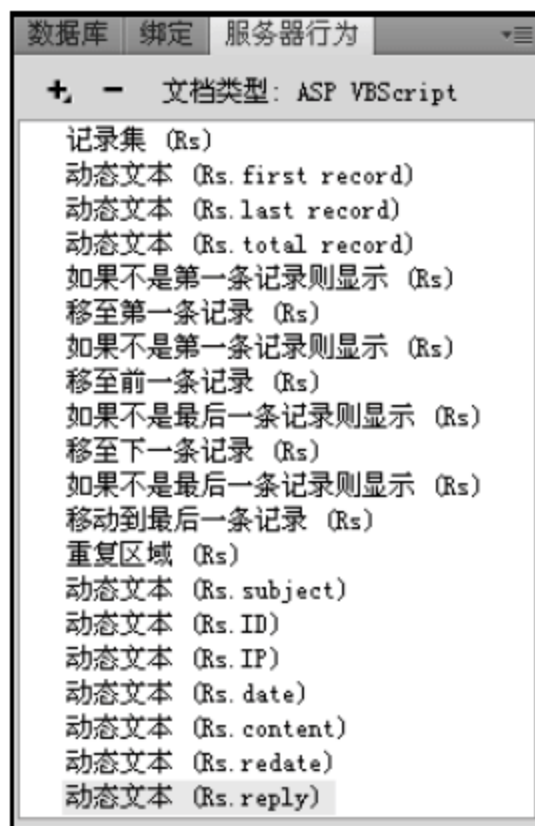 数据库 绑定 服务器行为
文档类型: ASP VBScript
记录集 (Rs)
动态文本 (Rs.first record)
动态文本 (Rs.last record)
动态文本 (Rs.total record)
如果不是第一条记录则显示 (Rs)
移至第一条记录 (Rs)
如果不是第一条记录则显示 (Rs)
移至前一条记录 (Rs)
如果不是最后一条记录则显示 (Rs)
移至下一条记录 (Rs)
如果不是最后一条记录则显示 (Rs)
移动到最后一条记录 (Rs)
重复区域 (Rs)
动态文本 (Rs.subject)
动态文本 (Rs.ID)
动态文本 (Rs.IP)
动态文本 (Rs.date)
动态文本 (Rs.content)
动态文本 (Rs.redate)
动态文本 (Rs.reply)